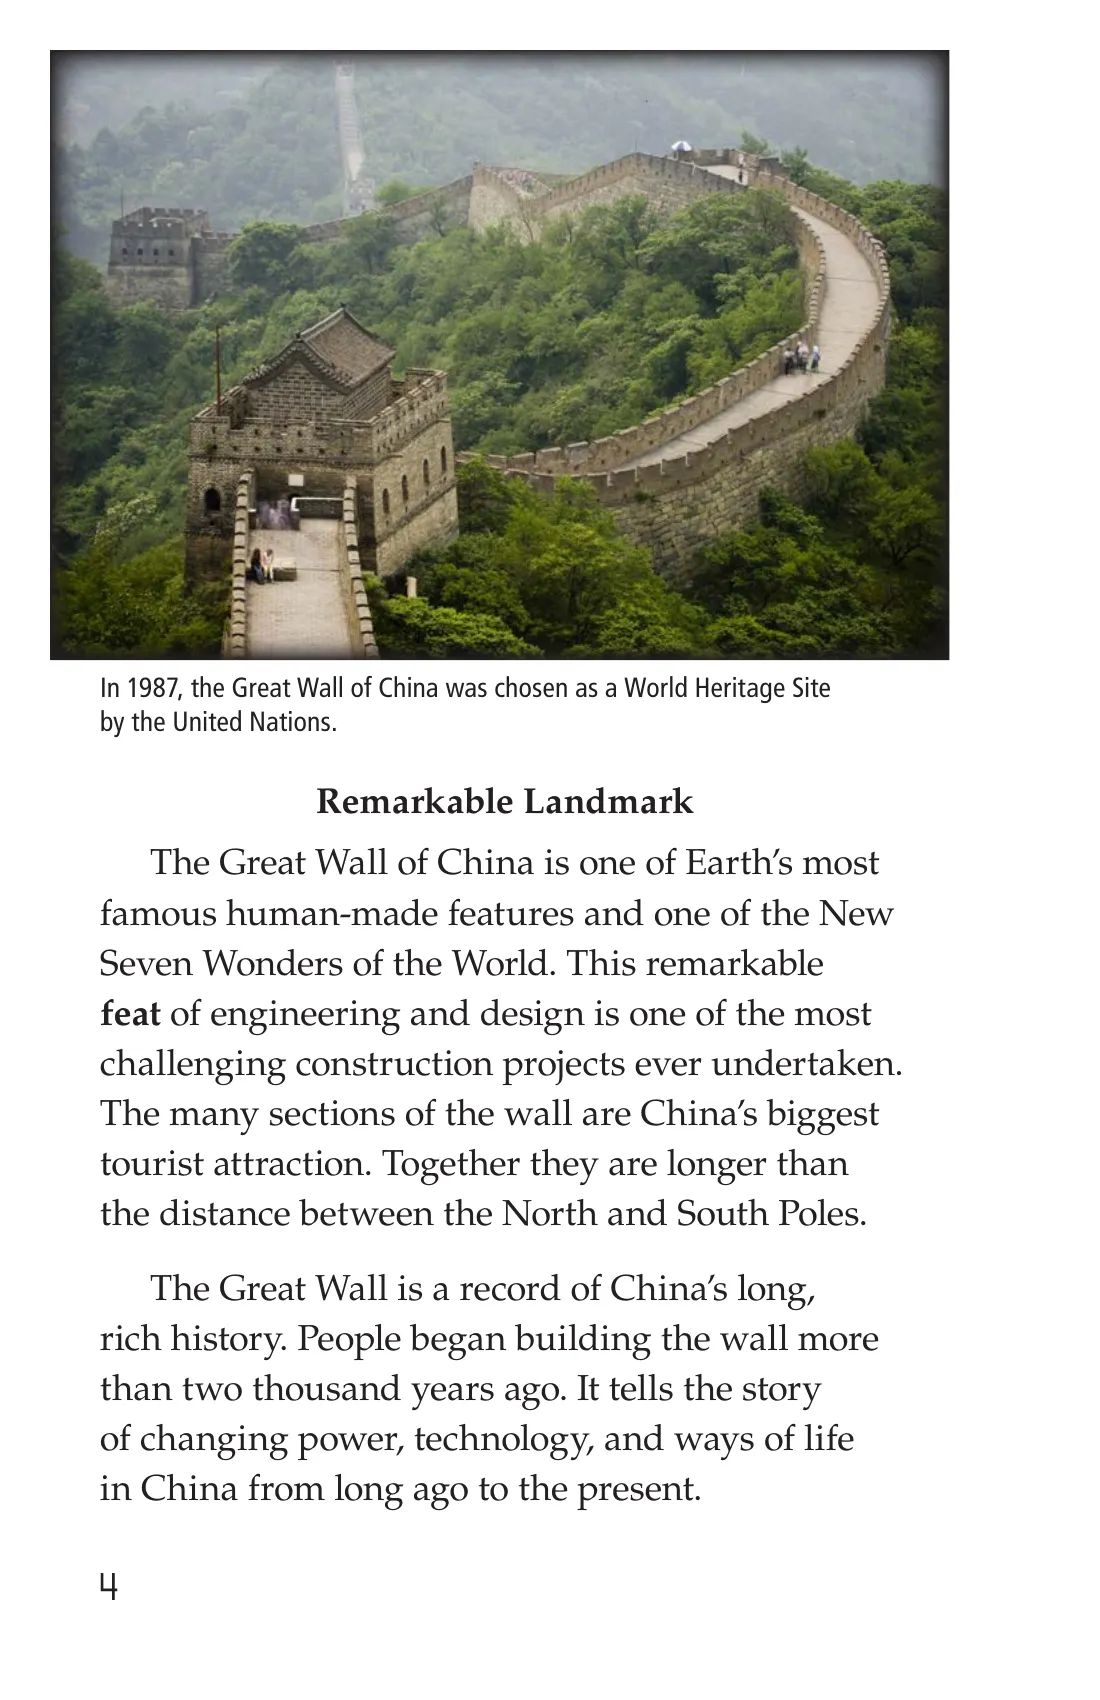 In 1987, the Great Wall of China was chosen as a World Heritage Site
by the United Nations.
Remarkable Landmark
The Great Wall of China is one of Earth’s most
famous human-made features and one of the New
Seven Wonders of the World. This remarkable
feat of engineering and design is one of the most
challenging construction projects ever undertaken.
The many sections of the wall are China’s biggest
tourist attraction. Together they are longer than
the distance between the North and South Poles.
The Great Wall is a record of China’s long,
rich history. People began building the wall more
than two thousand years ago. It tells the story
of changing power, technology, and ways of life
in China from long ago to the present.
4